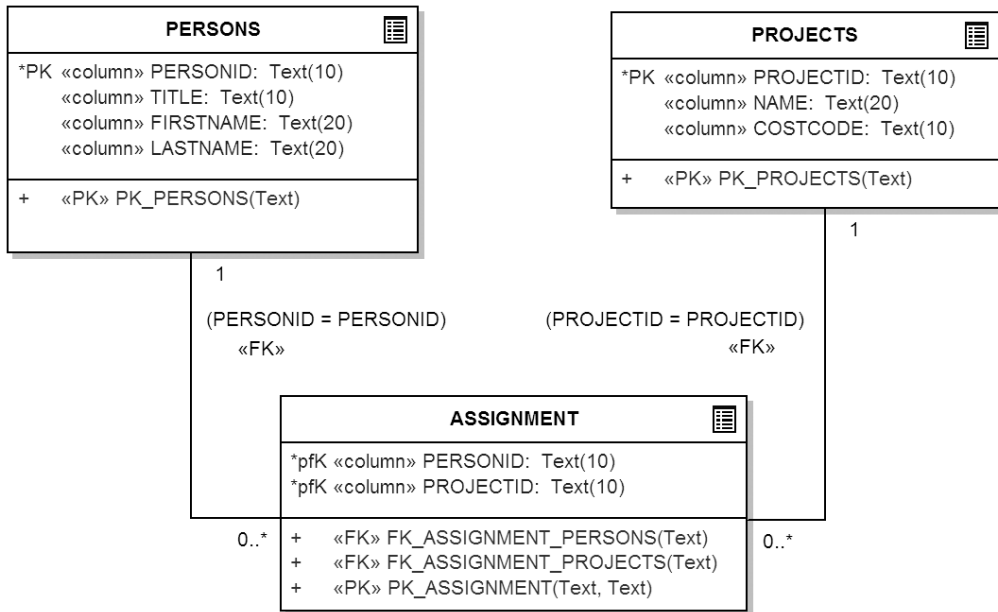 PERSONS
*PK «column» PERSONID: Text(10)
«column» TITLE: Text(10)
«column» FIRSTNAME: Text(20)
«column» LASTNAME: Text(20)
+ «PK» PK_PERSONS(Text)
PROJECTS
*PK «column» PROJECTID: Text(10)
«column» NAME: Text(20)
«column» COSTCODE: Text(10)
+ «PK» PK_PROJECTS(Text)
1
1
(PERSONID = PERSONID)
«FK»
(PROJECTID = PROJECTID)
«FK»
ASSIGNMENT
*pfK «column» PERSONID: Text(10)
*pfK «column» PROJECTID: Text(10)
+ «FK» FK_ASSIGNMENT_PERSONS(Text)
+ «FK» FK_ASSIGNMENT_PROJECTS(Text)
+ «PK» PK_ASSIGNMENT(Text, Text)
0..*
0..*